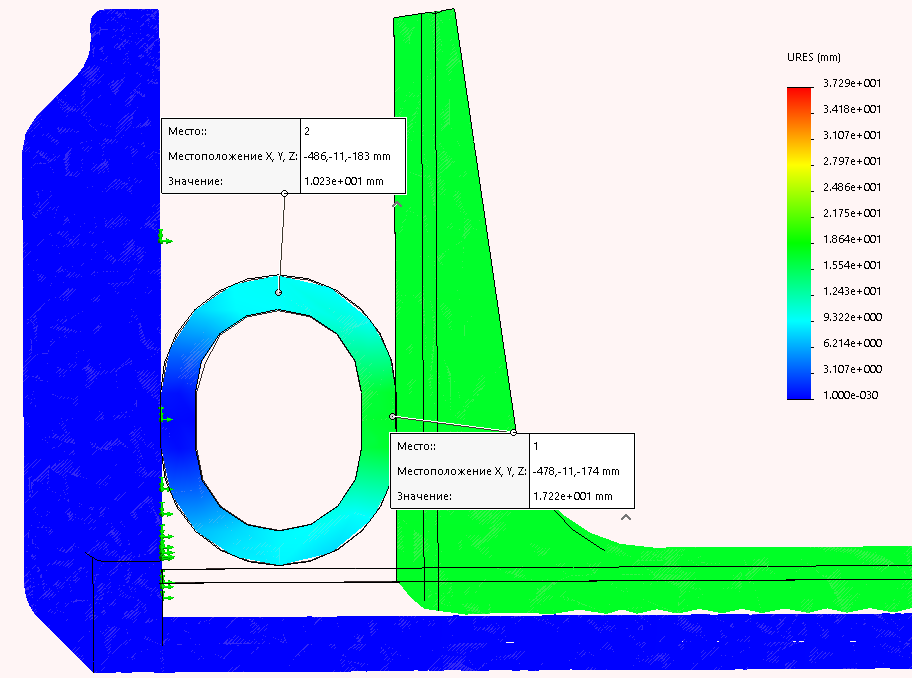 URES (mm)
3.729e+001
3.418e+001
3.107e+001
2.797e+001
2.486e+001
2.175e+001
1.864e+001
1.554e+001
1.243e+001
9.322e+000
6.214e+000
3.107e+000
1.000e-030
Место:: 2
Местоположение X, Y, Z: -486,-11,-183 mm
Значение: 1.023e+001 mm
Место:: 1
Местоположение X, Y, Z: -478,-11,-174 mm
Значение: 1.722e+001 mm